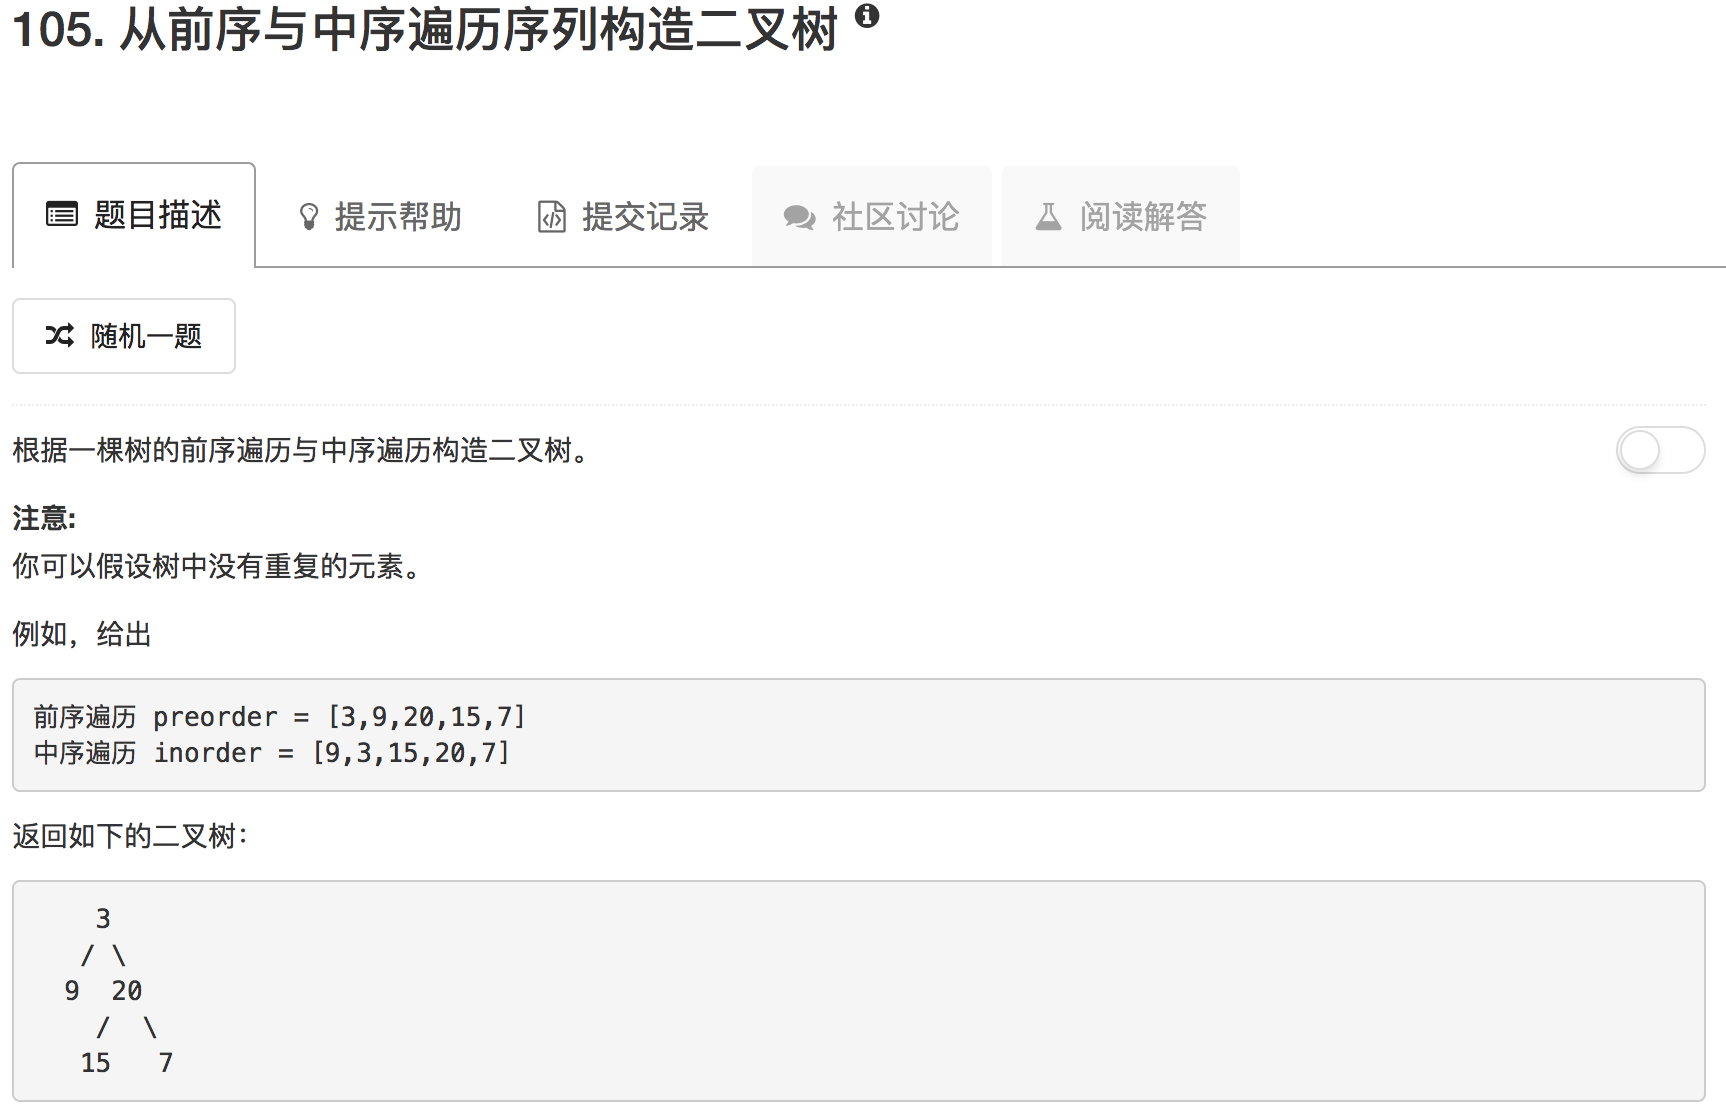 105. 从前序与中序遍历序列构造二叉树
题目描述 提示帮助 提交记录 社区讨论 阅读解答
随机一题
根据一棵树的前序遍历与中序遍历构造二叉树。
注意:
你可以假设树中没有重复的元素。
例如，给出
前序遍历 preorder = [3,9,20,15,7]
中序遍历 inorder = [9,3,15,20,7]
返回如下的二叉树：
3
/ \
9 20
/ \
15 7